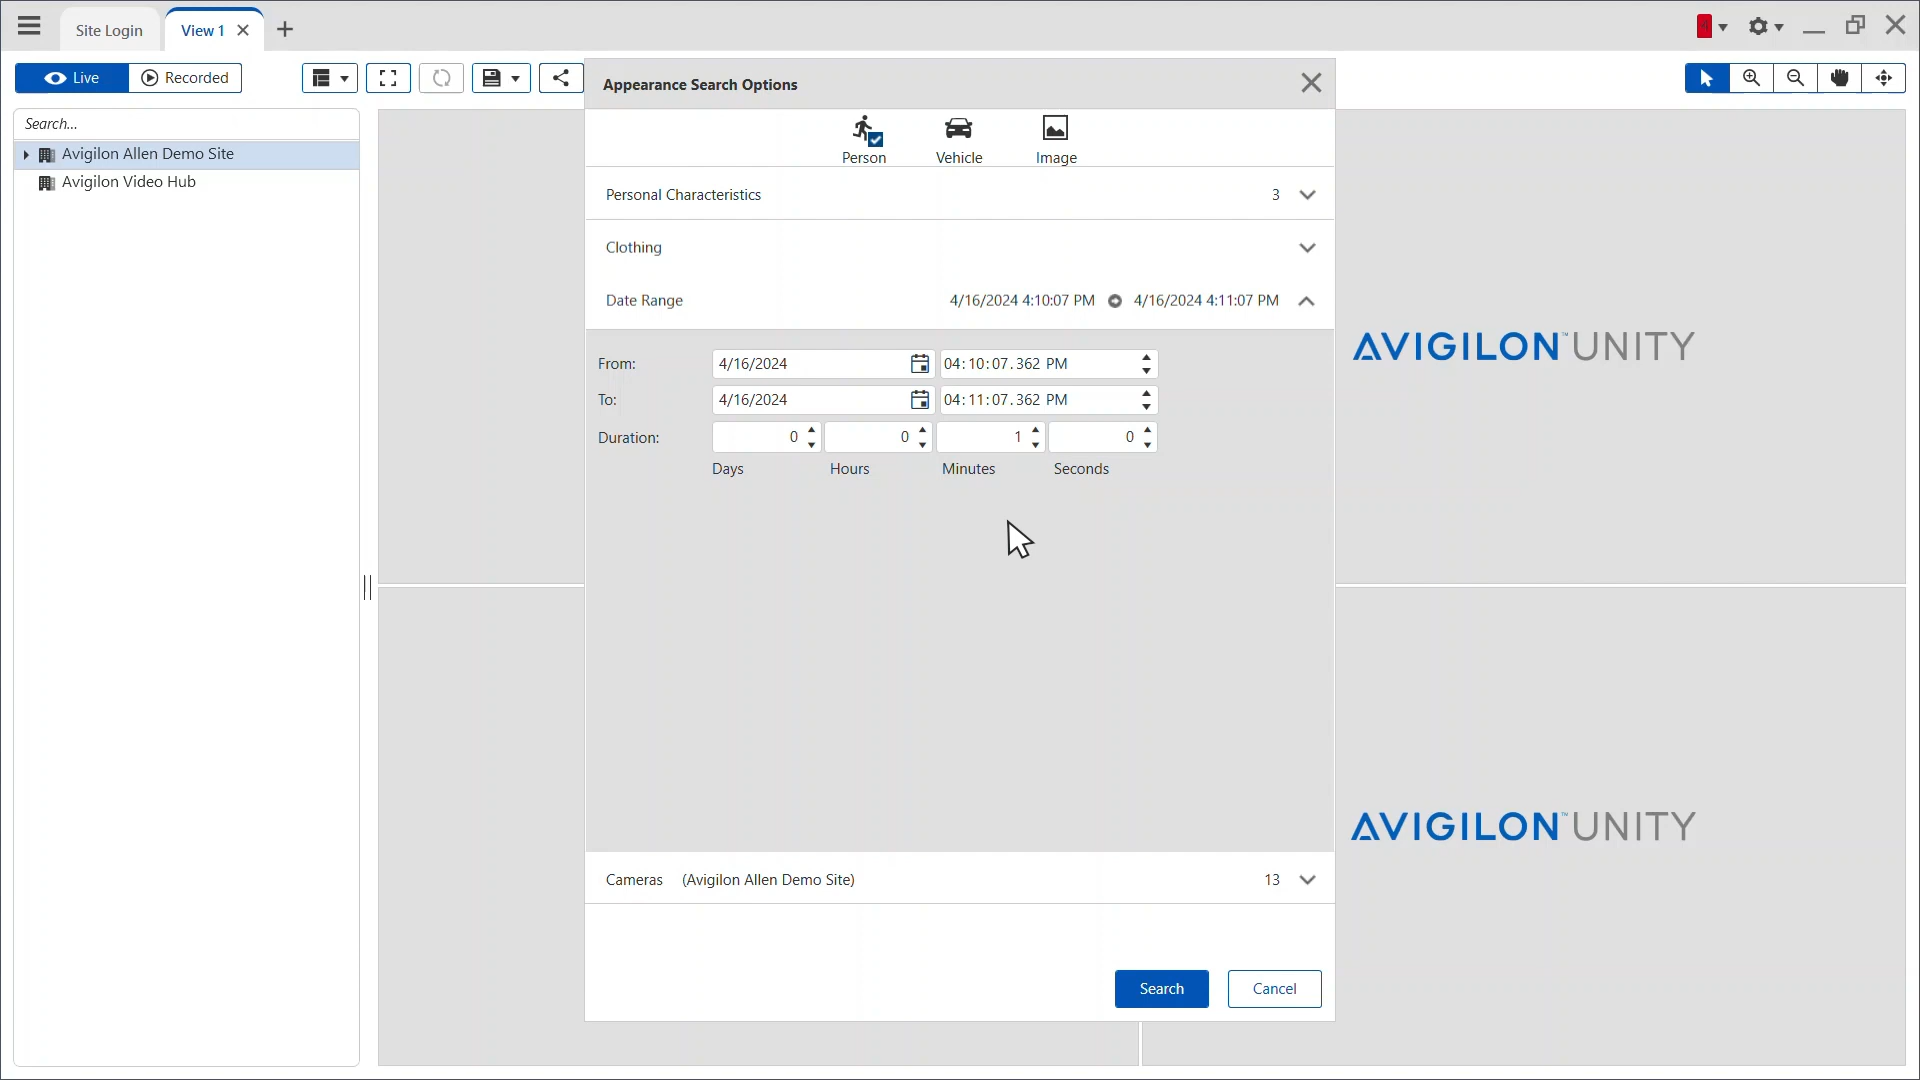 Site Login
View 1
Live
Recorded
Appearance Search Options
Search...
Avigilon Allen Demo Site
Avigilon Video Hub
Person
Vehicle
Image
Personal Characteristics 3
Clothing
Date Range 4/16/2024 4:10:07 PM 4/16/2024 4:11:07 PM
From: 4/16/2024 04:10:07.362 PM
To: 4/16/2024 04:11:07.362 PM
Duration: 0 0 1 0
Days Hours Minutes Seconds
Cameras (Avigilon Allen Demo Site) 13
Search
Cancel
AVIGILON™ UNITY
AVIGILON™ UNITY